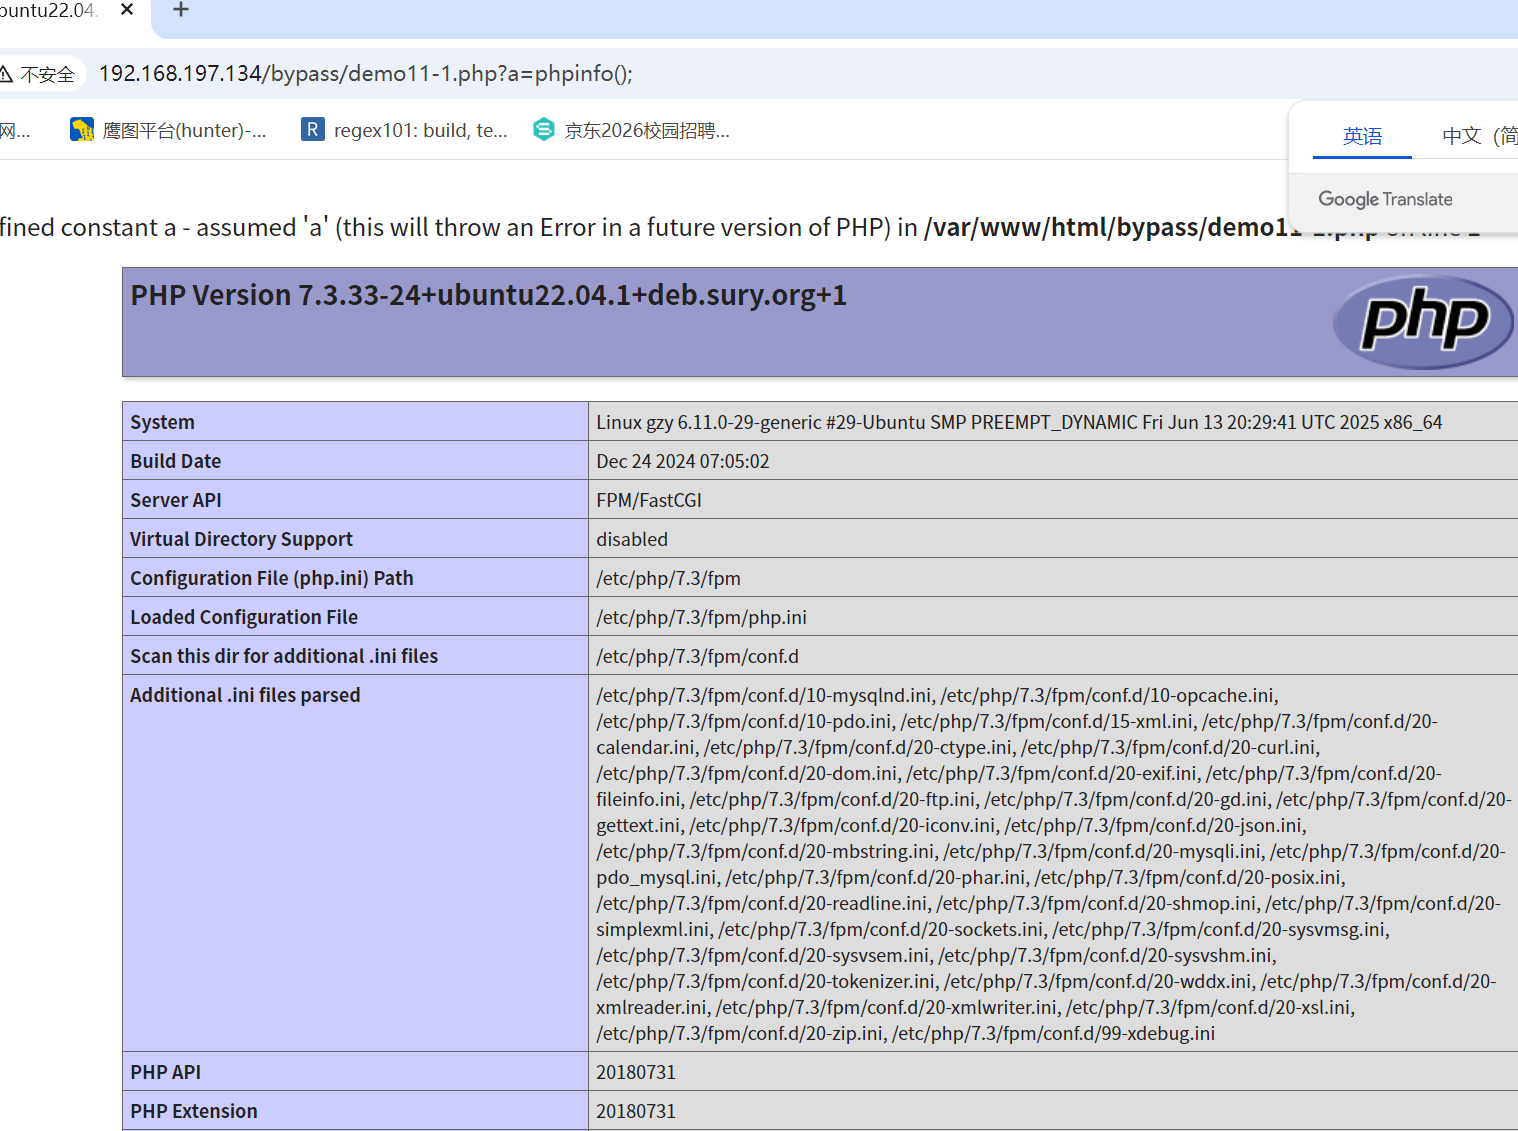 buntu22.04. × +
不安全 192.168.197.134/bypass/demo11-1.php?a=phpinfo();
网... 鹰图平台(hunter)-... R regex101: build, te... 京东2026校园招聘...
英语 中文 (简
Google Translate
fined constant a - assumed 'a' (this will throw an Error in a future version of PHP) in /var/www/html/bypass/demo11-1.php on line 1
PHP Version 7.3.33-24+ubuntu22.04.1+deb.sury.org+1
php
System Linux gzy 6.11.0-29-generic #29-Ubuntu SMP PREEMPT_DYNAMIC Fri Jun 13 20:29:41 UTC 2025 x86_64
Build Date Dec 24 2024 07:05:02
Server API FPM/FastCGI
Virtual Directory Support disabled
Configuration File (php.ini) Path /etc/php/7.3/fpm
Loaded Configuration File /etc/php/7.3/fpm/php.ini
Scan this dir for additional .ini files /etc/php/7.3/fpm/conf.d
Additional .ini files parsed /etc/php/7.3/fpm/conf.d/10-mysqlnd.ini, /etc/php/7.3/fpm/conf.d/10-opcache.ini,
/etc/php/7.3/fpm/conf.d/10-pdo.ini, /etc/php/7.3/fpm/conf.d/15-xml.ini, /etc/php/7.3/fpm/conf.d/20-
calendar.ini, /etc/php/7.3/fpm/conf.d/20-ctype.ini, /etc/php/7.3/fpm/conf.d/20-curl.ini,
/etc/php/7.3/fpm/conf.d/20-dom.ini, /etc/php/7.3/fpm/conf.d/20-exif.ini, /etc/php/7.3/fpm/conf.d/20-
fileinfo.ini, /etc/php/7.3/fpm/conf.d/20-ftp.ini, /etc/php/7.3/fpm/conf.d/20-gd.ini, /etc/php/7.3/fpm/conf.d/20-
gettext.ini, /etc/php/7.3/fpm/conf.d/20-iconv.ini, /etc/php/7.3/fpm/conf.d/20-json.ini,
/etc/php/7.3/fpm/conf.d/20-mbstring.ini, /etc/php/7.3/fpm/conf.d/20-mysqli.ini, /etc/php/7.3/fpm/conf.d/20-
pdo_mysql.ini, /etc/php/7.3/fpm/conf.d/20-phar.ini, /etc/php/7.3/fpm/conf.d/20-posix.ini,
/etc/php/7.3/fpm/conf.d/20-readline.ini, /etc/php/7.3/fpm/conf.d/20-shmop.ini, /etc/php/7.3/fpm/conf.d/20-
simplexml.ini, /etc/php/7.3/fpm/conf.d/20-sockets.ini, /etc/php/7.3/fpm/conf.d/20-sysvmsg.ini,
/etc/php/7.3/fpm/conf.d/20-sysvsem.ini, /etc/php/7.3/fpm/conf.d/20-sysvshm.ini,
/etc/php/7.3/fpm/conf.d/20-tokenizer.ini, /etc/php/7.3/fpm/conf.d/20-wddx.ini, /etc/php/7.3/fpm/conf.d/20-
xmlreader.ini, /etc/php/7.3/fpm/conf.d/20-xmlwriter.ini, /etc/php/7.3/fpm/conf.d/20-xsl.ini,
/etc/php/7.3/fpm/conf.d/20-zip.ini, /etc/php/7.3/fpm/conf.d/99-xdebug.ini
PHP API 20180731
PHP Extension 20180731